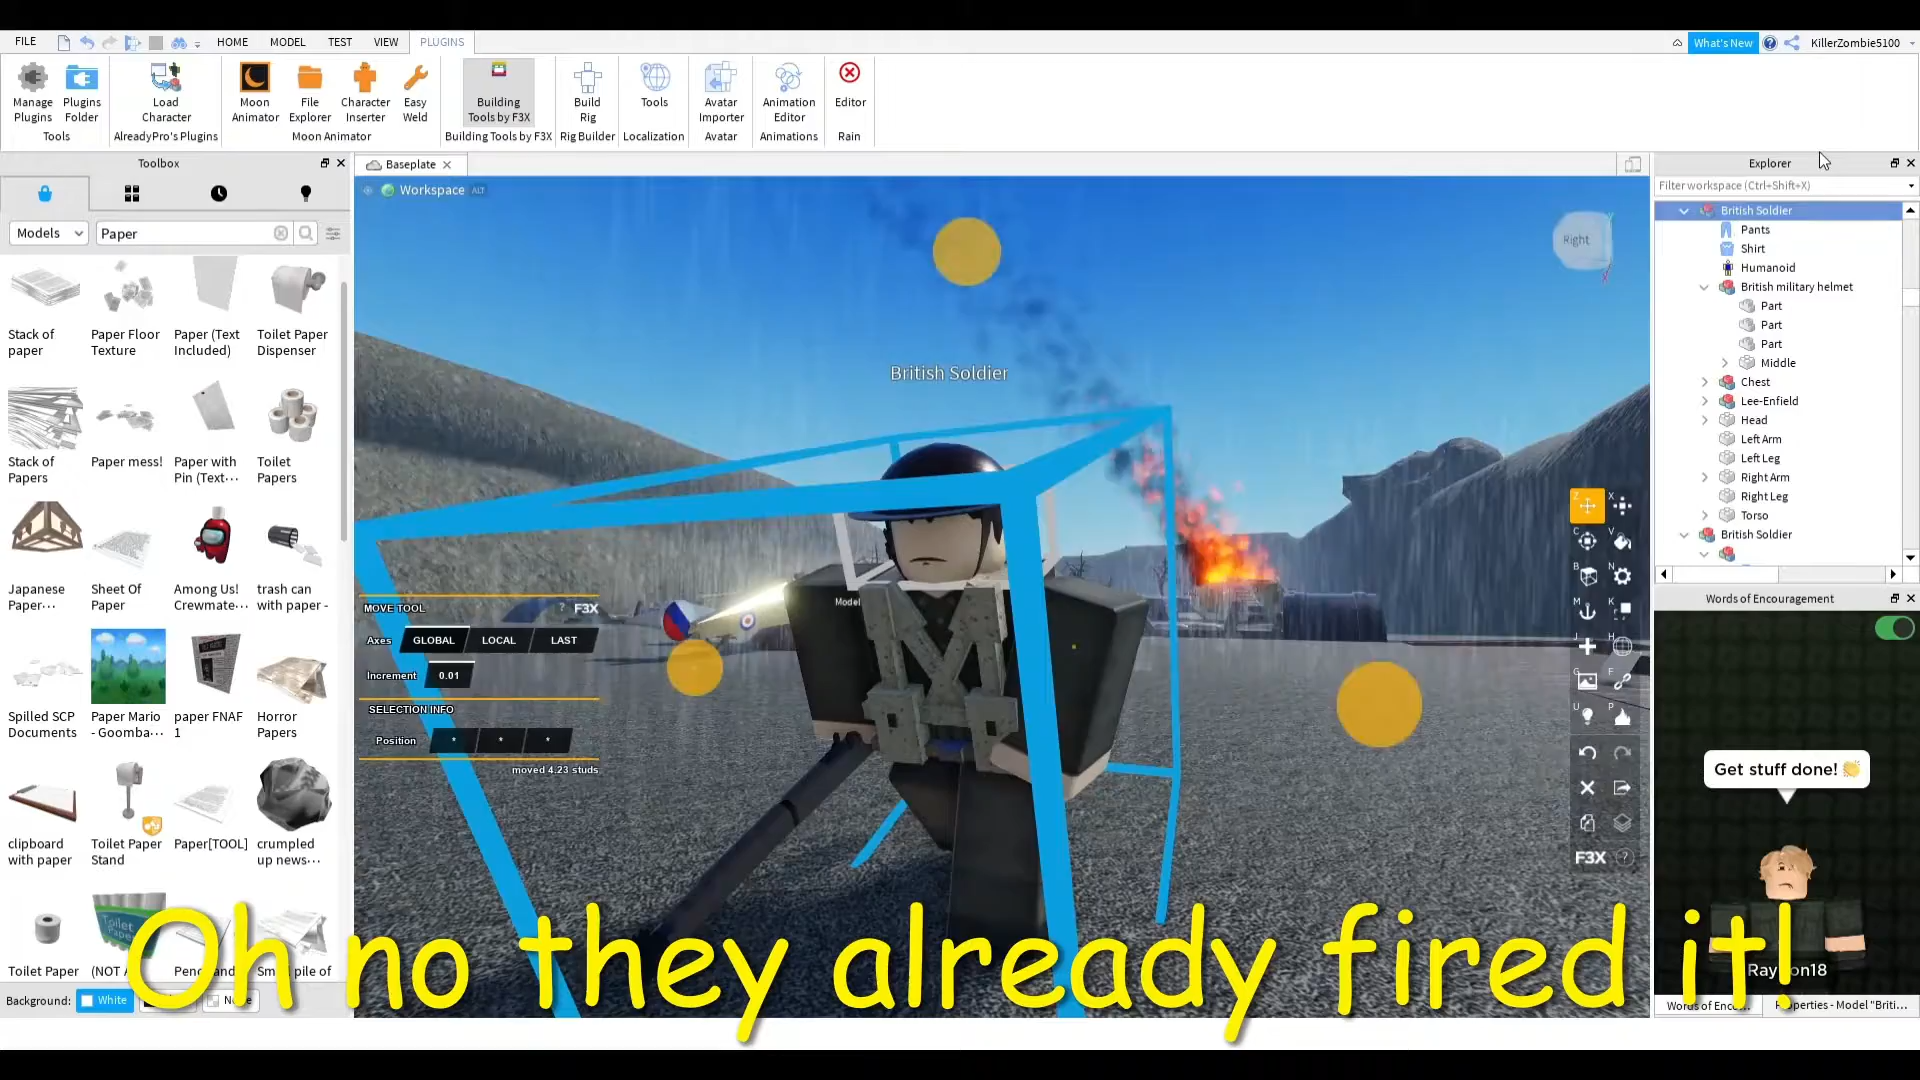 FILE
HOME MODEL TEST VIEW PLUGINS
What's New
KillerZombie5100
Manage Plugins
Plugins Folder
Load Character
Moon Animator
File Explorer
Character Inserter
Easy Weld
Building Tools by F3X
Build Rig
Tools
Avatar Importer
Animation Editor
Editor
Tools
AlreadyPro's Plugins
Moon Animator
Building Tools by F3X
Rig Builder
Localization
Avatar
Animations
Rain
Toolbox
Models
Paper
Stack of paper
Paper Floor Texture
Paper (Text Included)
Toilet Paper Dispenser
Stack of Papers
Paper mess!
Paper with Pin (Text···
Toilet Papers
Japanese Paper···
Sheet Of Paper
Among Us! Crewmate···
trash can with paper -
Spilled SCP Documents
Paper Mario - Goomba···
paper FNAF 1
Horror Papers
clipboard with paper
Toilet Paper Stand
Paper[TOOL]
crumpled up news···
Toilet Paper
Background: White
Baseplate
Workspace ALT
Right
British Soldier
Model
MOVE TOOL ? F3X
Axes GLOBAL LOCAL LAST
Increment 0.01
SELECTION INFO
Position * * *
moved 4.23 studs
Z X
C V
B N
M K
J H
G F
U P
F3X ?
Explorer
Filter workspace (Ctrl+Shift+X)
British Soldier
Pants
Shirt
Humanoid
British military helmet
Part
Part
Part
Middle
Chest
Lee-Enfield
Head
Left Arm
Left Leg
Right Arm
Right Leg
Torso
British Soldier
Words of Encouragement
Get stuff done! 👏
Oh no they already fired it!